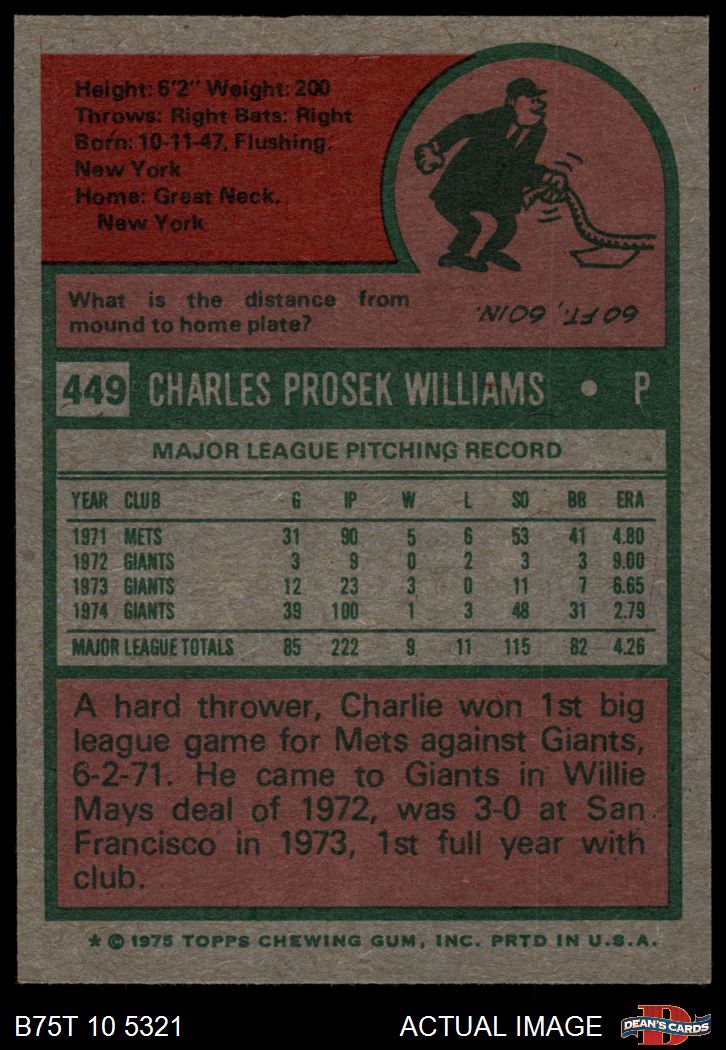 Height: 6'2" Weight: 200
Throws: Right Bats: Right
Born: 10-11-47, Flushing,
New York
Home: Great Neck,
New York
What is the distance from
mound to home plate?
60 FT., 60 IN.
449 CHARLES PROSEK WILLIAMS • P
MAJOR LEAGUE PITCHING RECORD
YEAR CLUB G IP W L SO BB ERA
1971 METS 31 90 5 6 53 41 4.80
1972 GIANTS 3 9 0 2 3 3 9.00
1973 GIANTS 12 23 3 0 11 7 6.65
1974 GIANTS 39 100 1 3 48 31 2.79
MAJOR LEAGUE TOTALS 85 222 9 11 115 82 4.26
A hard thrower, Charlie won 1st big
league game for Mets against Giants,
6-2-71. He came to Giants in Willie
Mays deal of 1972, was 3-0 at San
Francisco in 1973, 1st full year with
club.
* © 1975 TOPPS CHEWING GUM, INC. PRTD IN U.S.A.
B75T 10 5321 ACTUAL IMAGE
D
DEAN'S CARDS